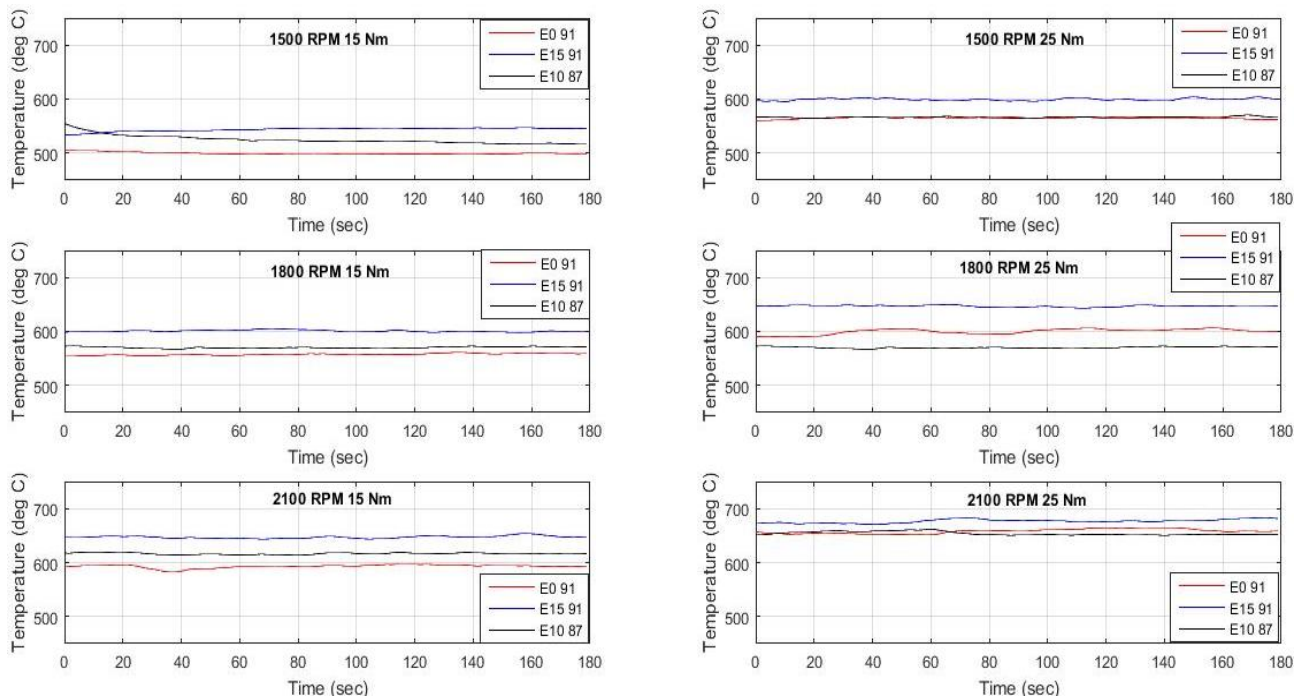 1500 RPM 15 Nm
E0 91
E15 91
E10 87
Temperature (deg C)
700
600
500
0 20 40 60 80 100 120 140 160 180
Time (sec)
1500 RPM 25 Nm
E0 91
E15 91
E10 87
Temperature (deg C)
700
600
500
0 20 40 60 80 100 120 140 160 180
Time (sec)
1800 RPM 15 Nm
E0 91
E15 91
E10 87
Temperature (deg C)
700
600
500
0 20 40 60 80 100 120 140 160 180
Time (sec)
1800 RPM 25 Nm
E0 91
E15 91
E10 87
Temperature (deg C)
700
600
500
0 20 40 60 80 100 120 140 160 180
Time (sec)
2100 RPM 15 Nm
E0 91
E15 91
E10 87
Temperature (deg C)
700
600
500
0 20 40 60 80 100 120 140 160 180
Time (sec)
2100 RPM 25 Nm
E0 91
E15 91
E10 87
Temperature (deg C)
700
600
500
0 20 40 60 80 100 120 140 160 180
Time (sec)